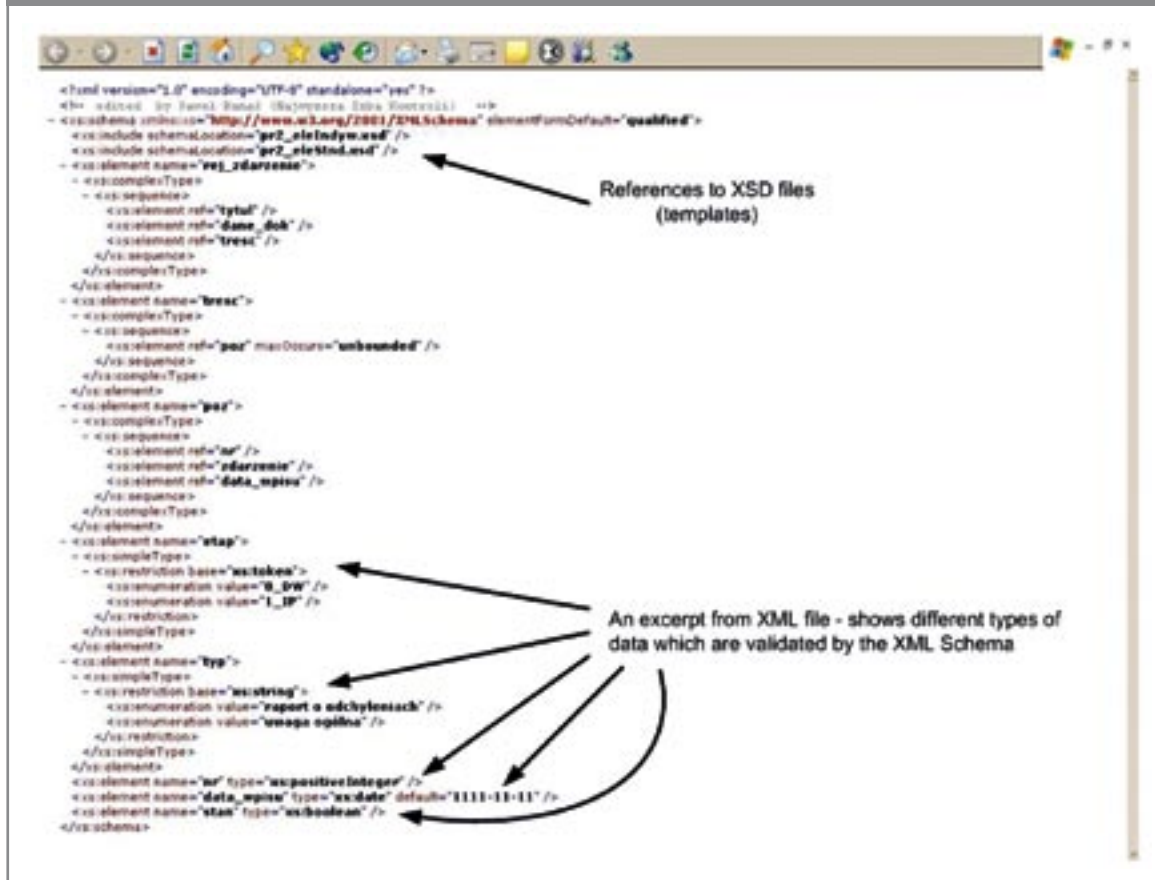 <?xml version="1.0" encoding="UTF-8" standalone="yes" ?>
<!-- edited by Pavel Banaś (Najwyzsza Izba Kontroli) -->
- <xs:schema xmlns:xs="http://www.w3.org/2001/XMLSchema" elementFormDefault="qualified">
<xs:include schemaLocation="pr2_eleIndyw.xsd" />
<xs:include schemaLocation="pr2_eleStnd.xsd" />
- <xs:element name="rej_zdarzenie">
- <xs:complexType>
- <xs:sequence>
<xs:element ref="tytul" />
<xs:element ref="dane_dok" />
<xs:element ref="tresc" />
</xs:sequence>
</xs:complexType>
</xs:element>
- <xs:element name="tresc">
- <xs:complexType>
- <xs:sequence>
<xs:element ref="poz" maxOccurs="unbounded" />
</xs:sequence>
</xs:complexType>
</xs:element>
- <xs:element name="poz">
- <xs:complexType>
- <xs:sequence>
<xs:element ref="nr" />
<xs:element ref="zdarzenie" />
<xs:element ref="data_wpisu" />
</xs:sequence>
</xs:complexType>
</xs:element>
- <xs:element name="etap">
- <xs:simpleType>
- <xs:restriction base="xs:token">
<xs:enumeration value="0_DW" />
<xs:enumeration value="1_IP" />
</xs:restriction>
</xs:simpleType>
</xs:element>
- <xs:element name="typ">
- <xs:simpleType>
- <xs:restriction base="xs:string">
<xs:enumeration value="raport o odchyleniach" />
<xs:enumeration value="uwaga ogólna" />
</xs:restriction>
</xs:simpleType>
</xs:element>
<xs:element name="nr" type="xs:positiveInteger" />
<xs:element name="data_wpisu" type="xs:date" default="1111-11-11" />
<xs:element name="stan" type="xs:boolean" />
</xs:schema>
References to XSD files
(templates)
An excerpt from XML file - shows different types of
data which are validated by the XML Schema